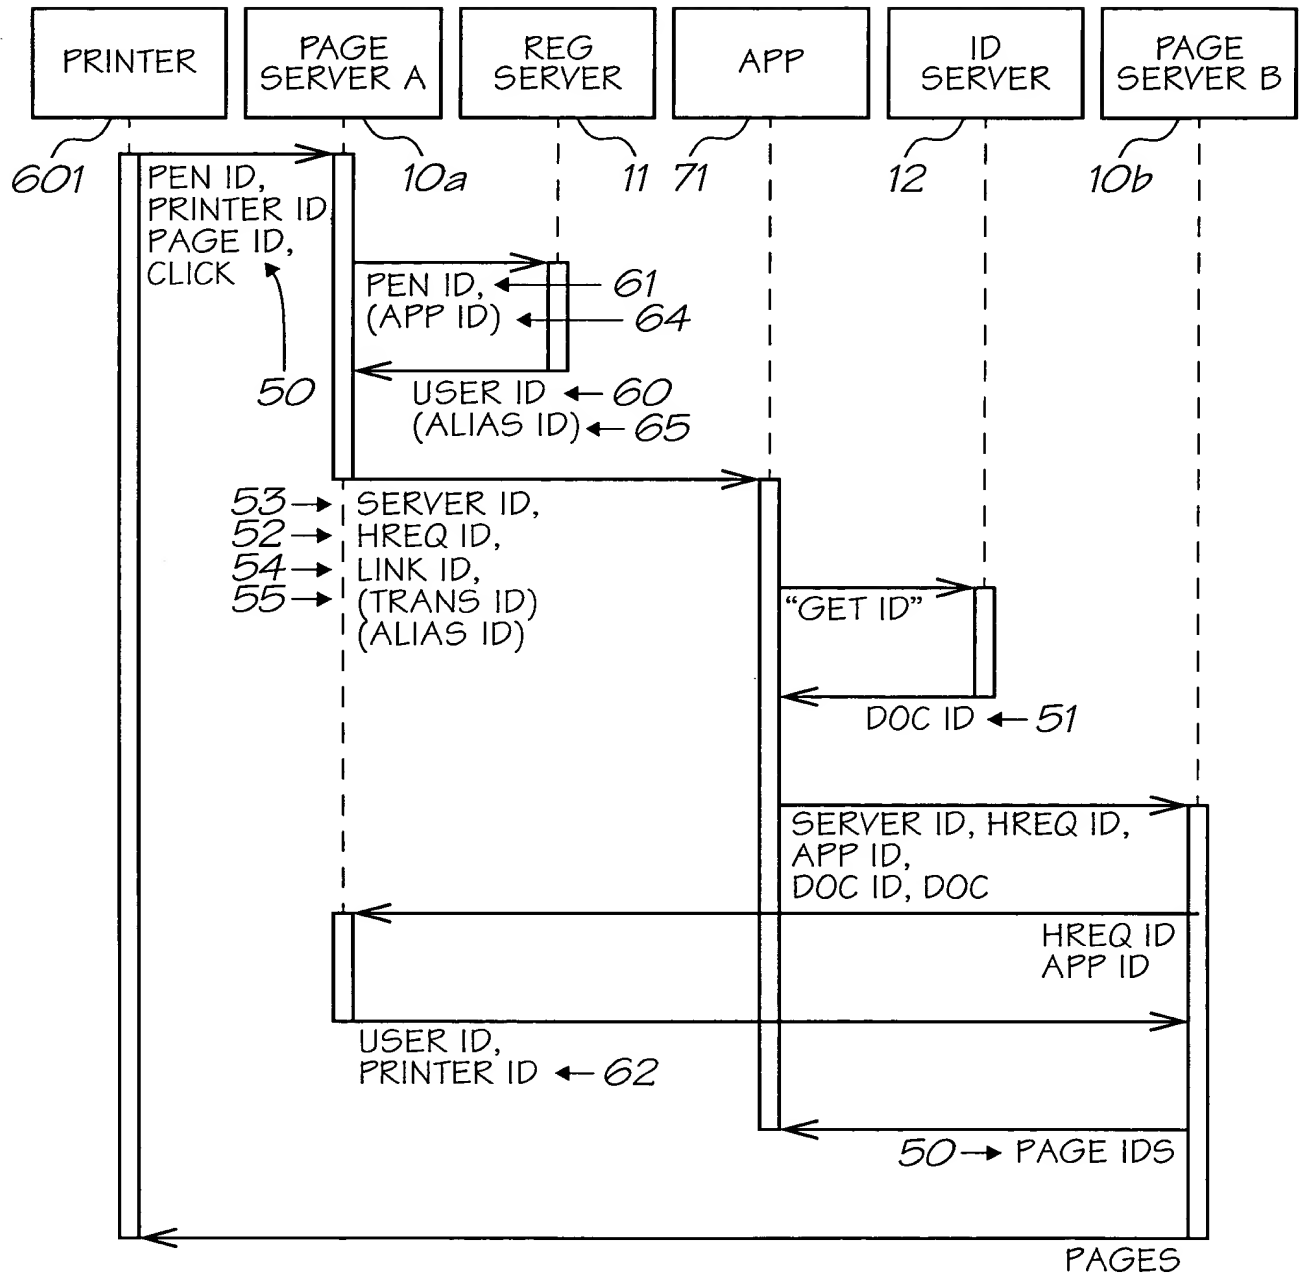 PRINTER
PAGE
SERVER A
REG
SERVER
APP
ID
SERVER
PAGE
SERVER B
601
10a
11
71
12
10b
PEN ID,
PRINTER ID
PAGE ID,
CLICK
50
PEN ID, 61
(APP ID) 64
USER ID 60
(ALIAS ID) 65
53 SERVER ID,
52 HREQ ID,
54 LINK ID,
55 (TRANS ID)
(ALIAS ID)
“GET ID”
DOC ID 51
SERVER ID, HREQ ID,
APP ID,
DOC ID, DOC
HREQ ID
APP ID
USER ID,
PRINTER ID 62
50 PAGE IDS
PAGES